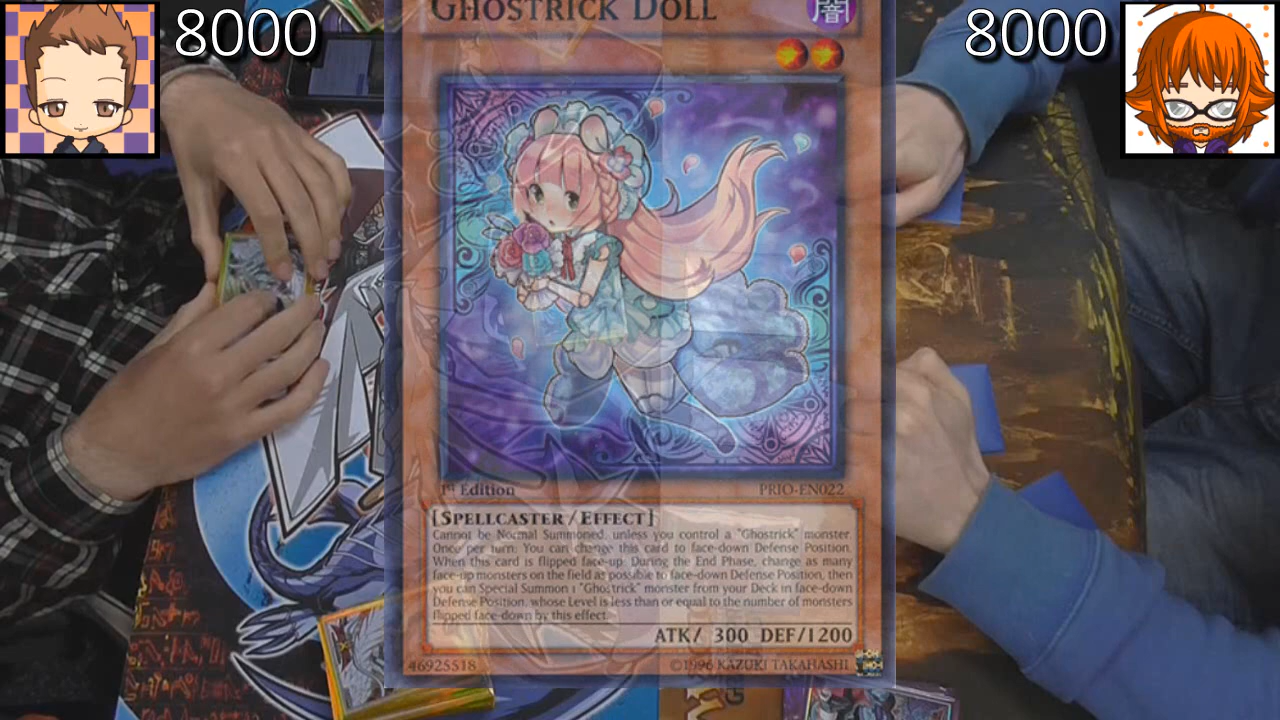 8000
8000
GHOSTRICK DOLL
闇
1st Edition
PRIO-EN022
[SPELLCASTER/EFFECT]
Cannot be Normal Summoned, unless you control a "Ghostrick" monster.
Once per turn: You can change this card to face-down Defense Position.
When this card is flipped face-up: During the End Phase, change as many
face-up monsters on the field as possible to face-down Defense Position, then
you can Special Summon 1 "Ghostrick" monster from your Deck in face-down
Defense Position, whose Level is less than or equal to the number of monsters
flipped face-down by this effect.
ATK/ 300 DEF/1200
46925518
©1996 KAZUKI TAKAHASHI